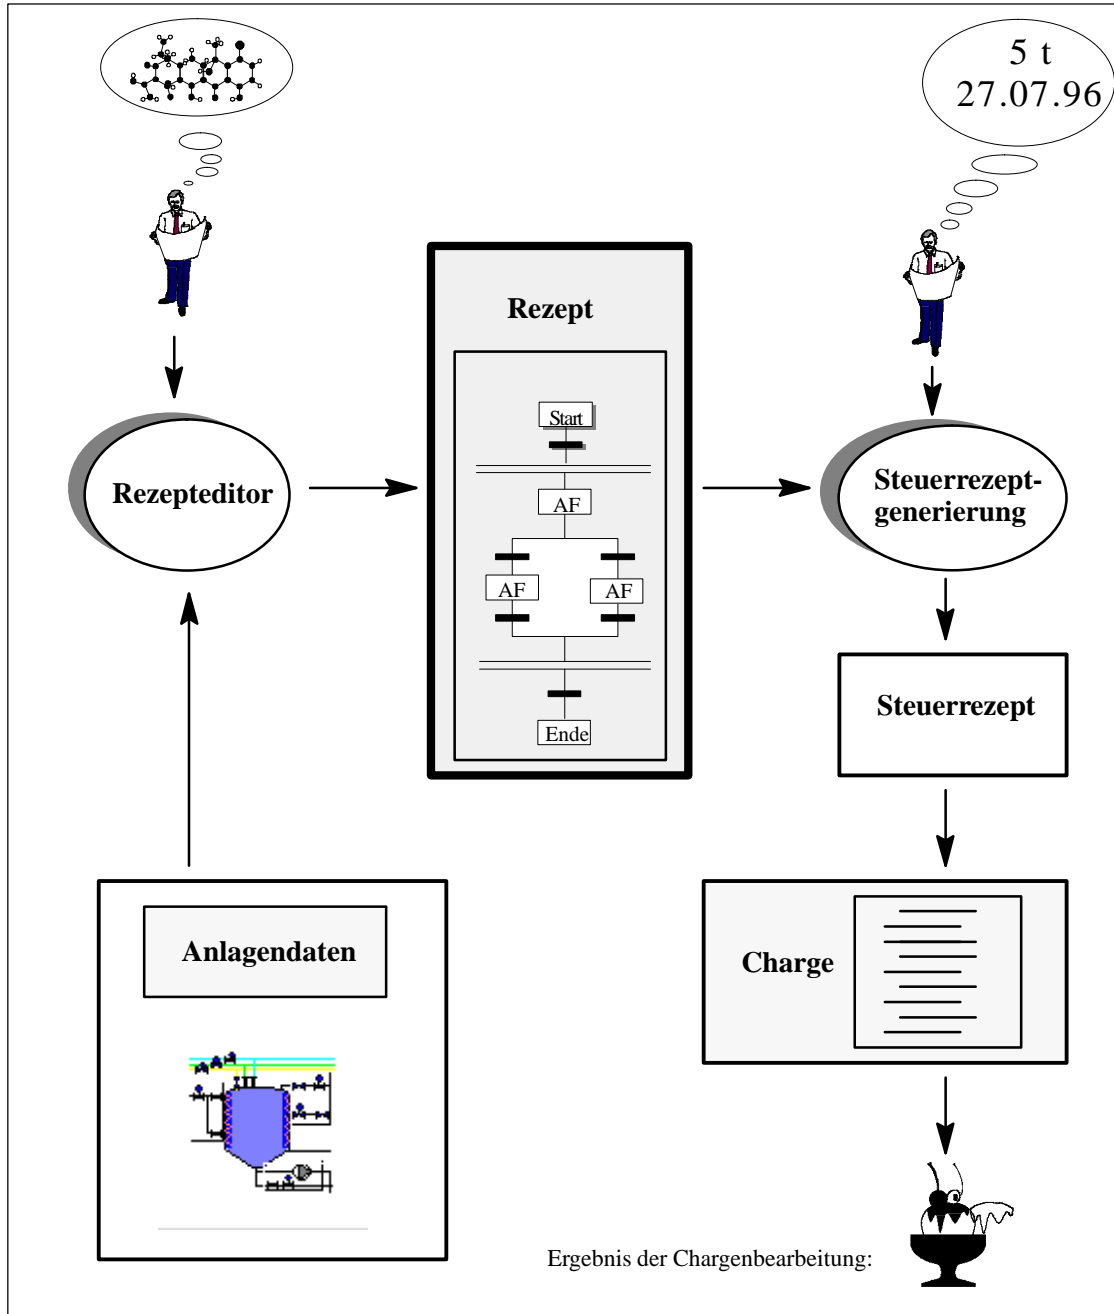 5 t
27.07.96
Rezept
Start
AF
AF
AF
Ende
Rezepteditor
Steuerrezept-
generierung
Steuerrezept
Anlagendaten
Charge
Ergebnis der Chargenbearbeitung: